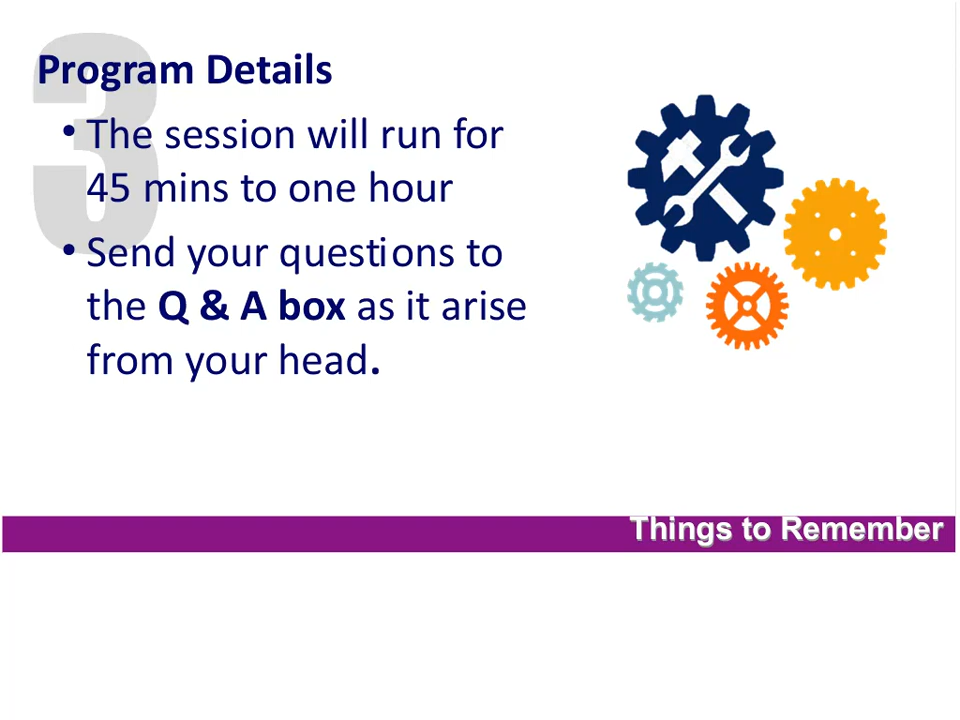 3
Program Details
• The session will run for
45 mins to one hour
• Send your questions to
the Q & A box as it arise
from your head.
Things to Remember